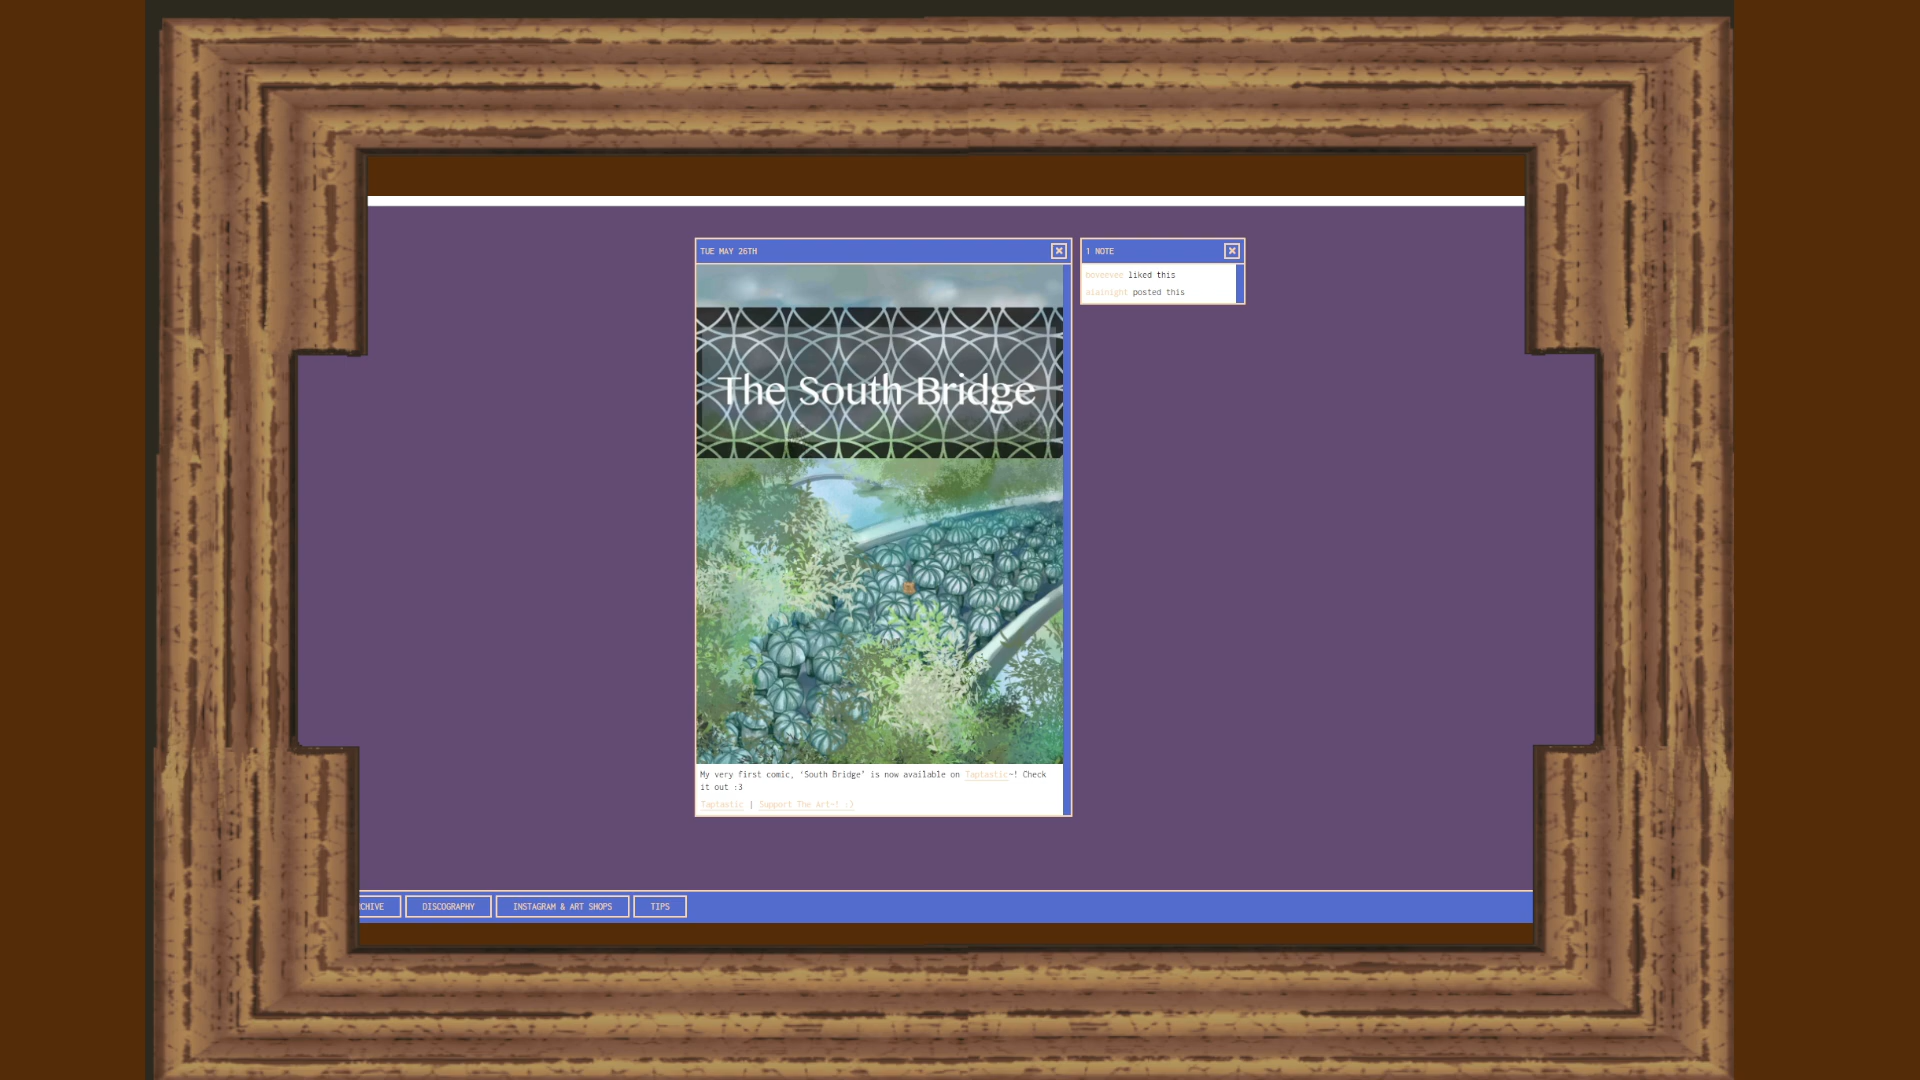 TUE MAY 26TH
The South Bridge
My very first comic, ‘South Bridge’ is now available on Taptastic~! Check
it out :3
Taptastic | Support The Art~! :)
1 NOTE
liked this
alainight posted this
CHIVE
DISCOGRAPHY
INSTAGRAM & ART SHOPS
TIPS